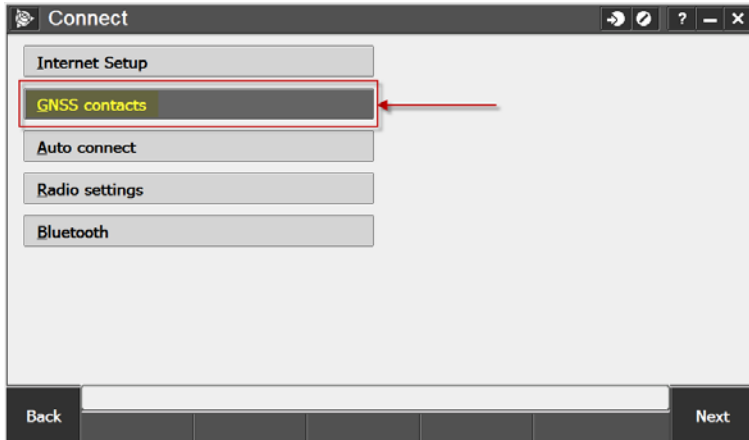 Connect
? – X
Internet Setup
GNSS contacts
Auto connect
Radio settings
Bluetooth
Back
Next